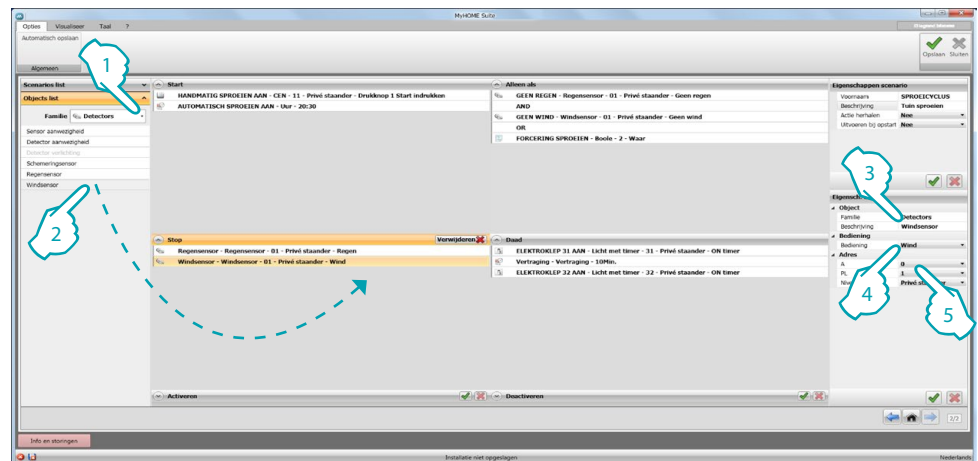 MyHOME Suite
Opties Visualiseer Taal ?
Automatisch opslaan
Opslaan Sluiten
Algemeen
1
Scenarios list
Objects list
Familie Detectors
Sensor aanwezigheid
Detector aanwezigheid
Detector verlichting
Schemeringsensor
Regensensor
Windsensor
2
Start
HANDMATIG SPROEIEN AAN - CEN - 11 - Privé staander - Drukknop 1 Start indrukken
AUTOMATISCH SPROEIEN AAN - Uur - 20:30
Alleen als
GEEN REGEN - Regensensor - 01 - Privé staander - Geen regen
AND
GEEN WIND - Windsensor - 01 - Privé staander - Geen wind
OR
FORCERING SPROEIEN - Boole - 2 - Waar
Stop Verwijderen
Regensensor - Regensensor - 01 - Privé staander - Regen
Windsensor - Windsensor - 01 - Privé staander - Wind
Daad
ELEKTROKLEP 31 AAN - Licht met timer - 31 - Privé staander - ON timer
Vertraging - Vertraging - 10Min.
ELEKTROKLEP 32 AAN - Licht met timer - 32 - Privé staander - ON timer
Activeren
Deactiveren
Eigenschappen scenario
Voornaam SPROEICYCLUS
Beschrijving Tuin sproeien
Actie herhalen Nee
Uitvoeren bij opstart Nee
3
Eigensch
Object
Familie Detectors
Beschrijving Windsensor
Bediening
Bediening Wind
Adres
A 0
PL 1
Niv Privé staander
4
5
2/2
Info en storingen
Installatie niet opgeslagen
Nederlands